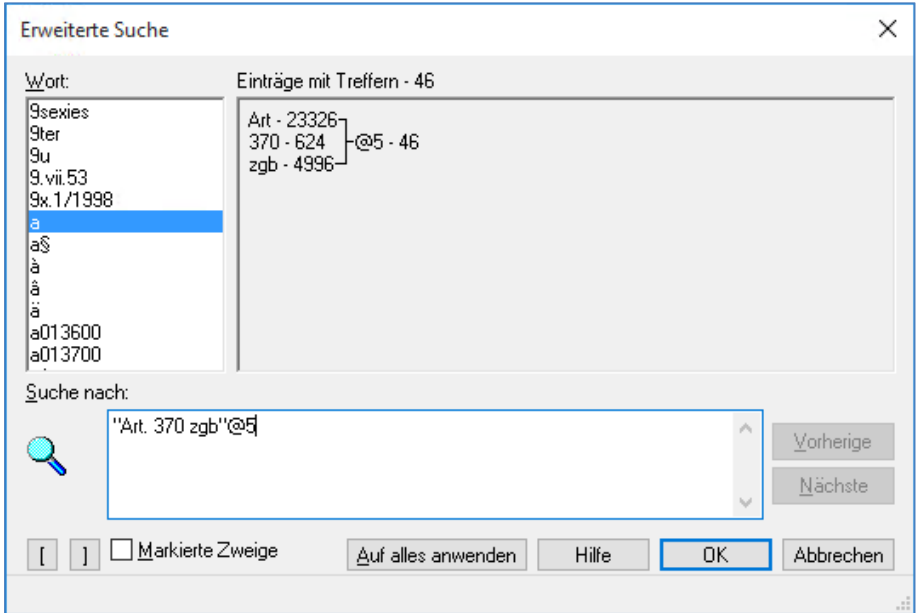 Erweiterte Suche
Wort:
Einträge mit Treffern - 46
9sexies
9ter
9u
9.vii.53
9x.1/1998
a
a§
à
â
ä
a013600
a013700
Art - 23326
370 - 624
@5 - 46
zgb - 4996
Suche nach:
"Art. 370 zgb"@5
Vorherige
Nächste
[ ] Markierte Zweige Auf alles anwenden Hilfe OK Abbrechen